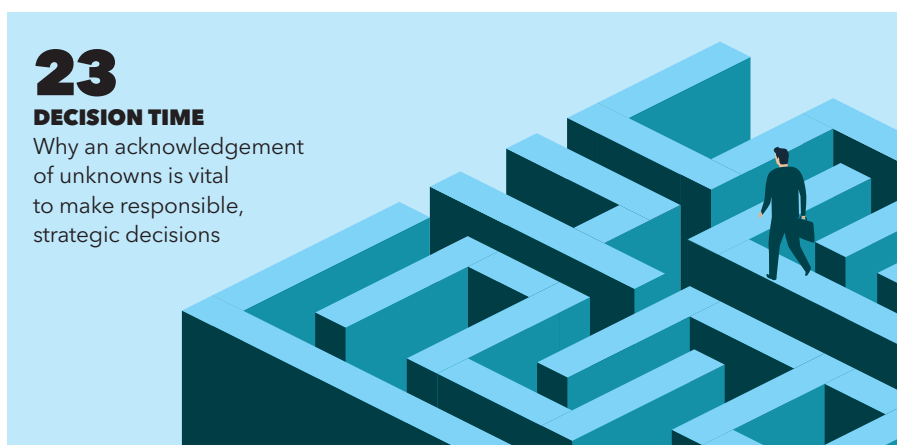 23
DECISION TIME
Why an acknowledgement
of unknowns is vital
to make responsible,
strategic decisions